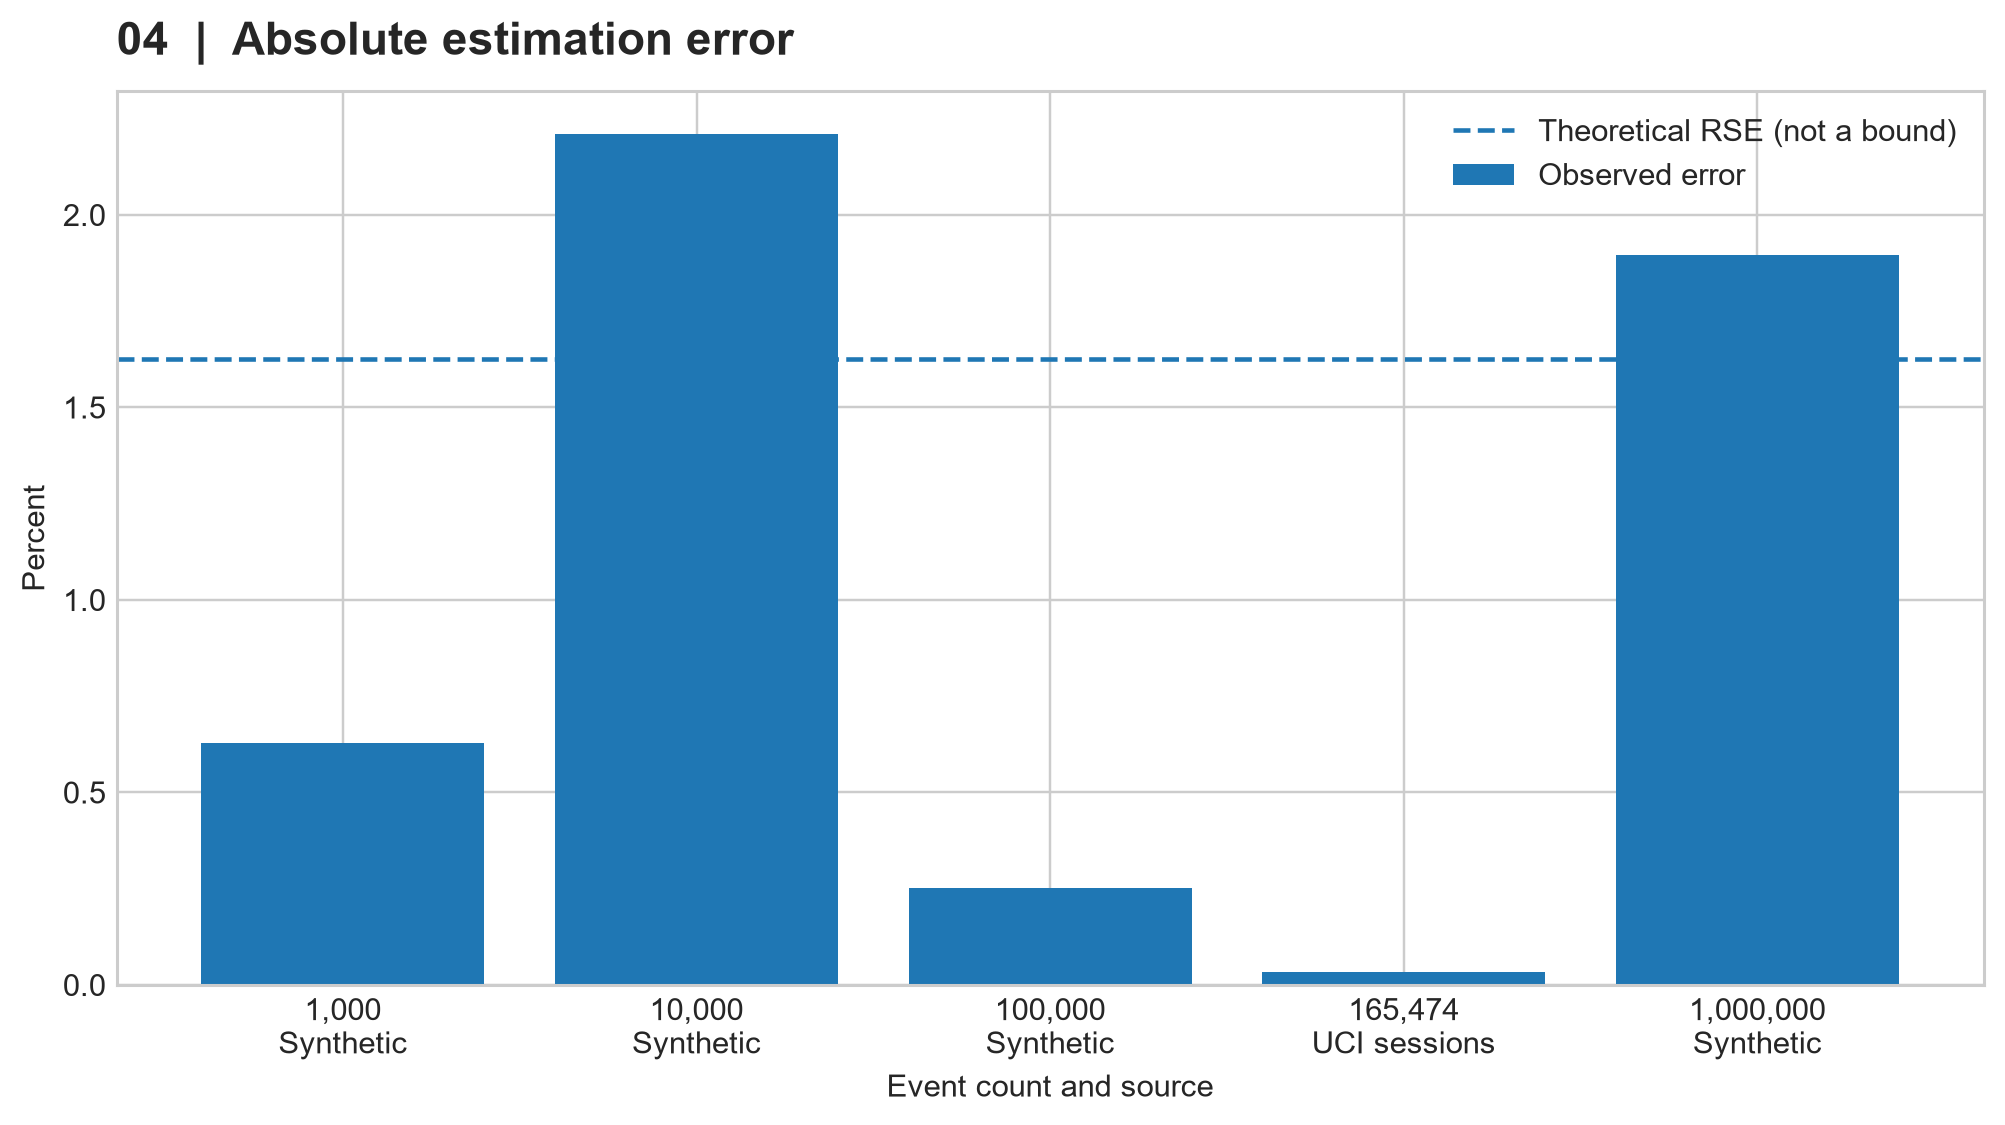 04 | Absolute estimation error
Theoretical RSE (not a bound)
Observed error
Percent
2.0
1.5
1.0
0.5
0.0
1,000
Synthetic
10,000
Synthetic
100,000
Synthetic
165,474
UCI sessions
1,000,000
Synthetic
Event count and source